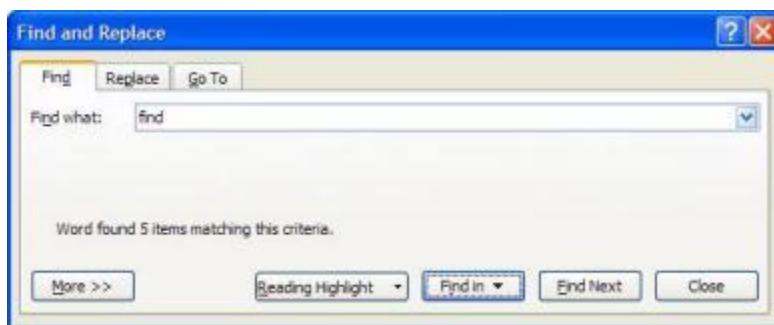 Find and Replace
Find Replace Go To
Find what: find
Word found 5 items matching this criteria.
More >> Reading Highlight Find in Find Next Close